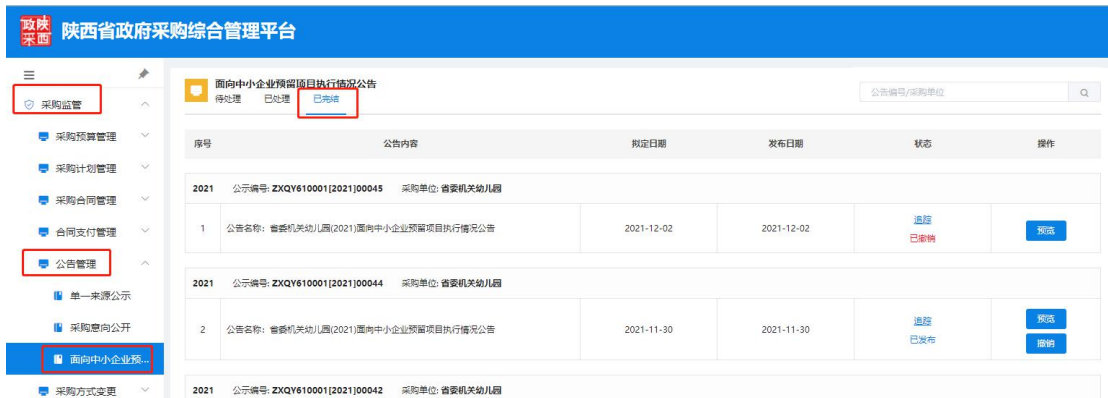 政陕
采西
陕西省政府采购综合管理平台
采购监管
采购预算管理
采购计划管理
采购合同管理
合同支付管理
公告管理
单一来源公示
采购意向公开
面向中小企业预...
采购方式变更
面向中小企业预留项目执行情况公告
待处理 已处理 已完结
公告编号/采购单位
序号 公告内容 拟定日期 发布日期 状态 操作
2021 公示编号: ZXQY610001[2021]00045 采购单位: 省委机关幼儿园
1 公告名称: 省委机关幼儿园(2021)面向中小企业预留项目执行情况公告 2021-12-02 2021-12-02 追踪 预览
已撤销
2021 公示编号: ZXQY610001[2021]00044 采购单位: 省委机关幼儿园
2 公告名称: 省委机关幼儿园(2021)面向中小企业预留项目执行情况公告 2021-11-30 2021-11-30 追踪 预览
已发布 撤销
2021 公示编号: ZXQY610001[2021]00042 采购单位: 省委机关幼儿园